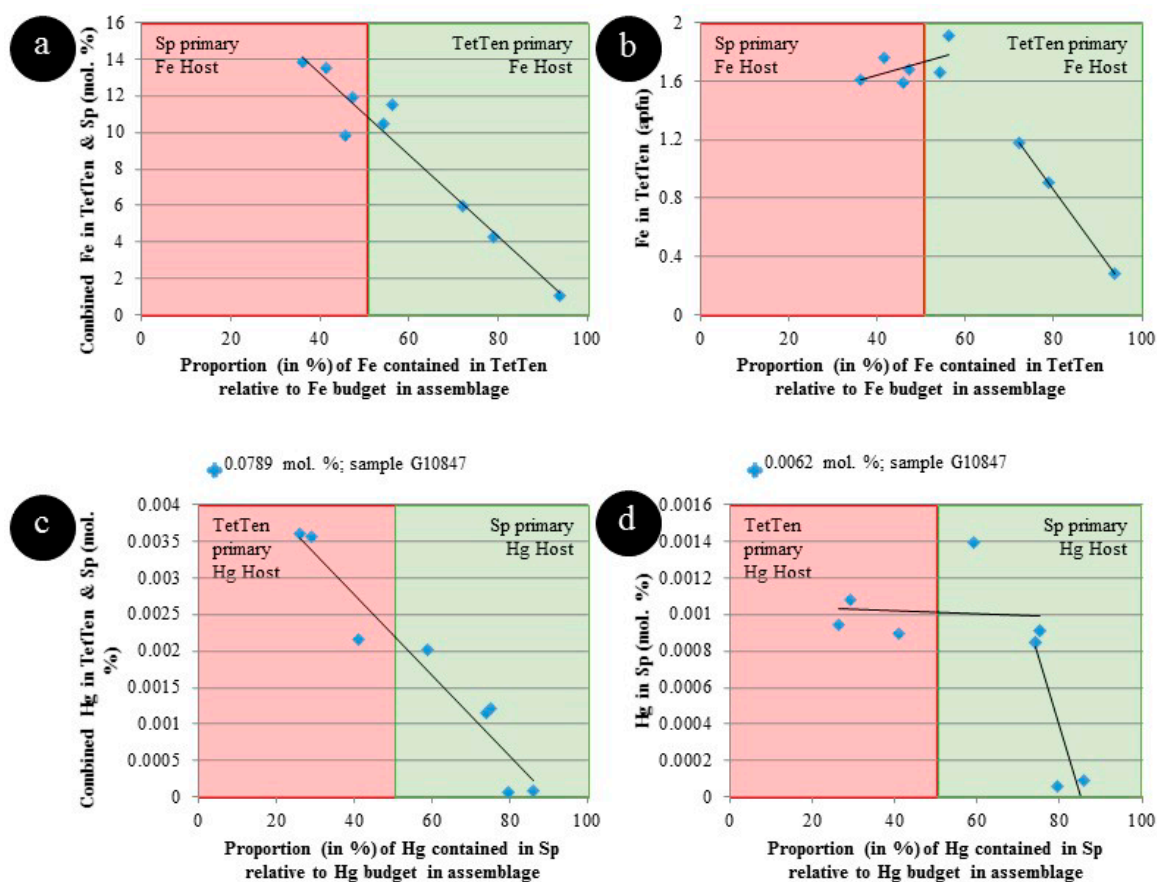 a
Combined Fe in TetTen & Sp (mol. %)
16
14
12
10
8
6
4
2
0
Sp primary
Fe Host
TetTen primary
Fe Host
0 20 40 60 80 100
Proportion (in %) of Fe contained in TetTen
relative to Fe budget in assemblage
b
Fe in TetTen (apfu)
2
1.6
1.2
0.8
0.4
0
Sp primary
Fe Host
TetTen primary
Fe Host
0 20 40 60 80 100
Proportion (in %) of Fe contained in TetTen
relative to Fe budget in assemblage
0.0789 mol. %; sample G10847
c
Combined Hg in TetTen & Sp (mol.
%)
0.004
0.0035
0.003
0.0025
0.002
0.0015
0.001
0.0005
0
TetTen
primary
Hg Host
Sp primary
Hg Host
0 20 40 60 80 100
Proportion (in %) of Hg contained in Sp
relative to Hg budget in assemblage
0.0062 mol. %; sample G10847
d
Hg in Sp (mol. %)
0.0016
0.0014
0.0012
0.001
0.0008
0.0006
0.0004
0.0002
0
TetTen
primary
Hg Host
Sp primary
Hg Host
0 20 40 60 80 100
Proportion (in %) of Hg contained in Sp
relative to Hg budget in assemblage